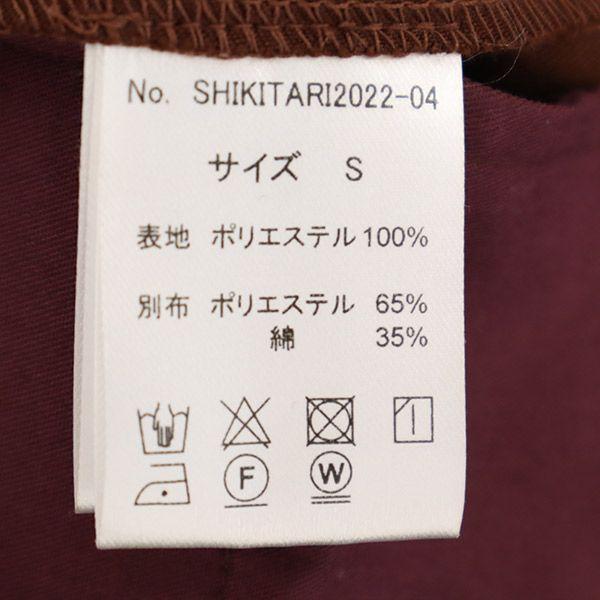 No. SHIKITARI2022-04
サイズ S
表地 ポリエステル 100%
別布 ポリエステル 65%
綿 35%
F W